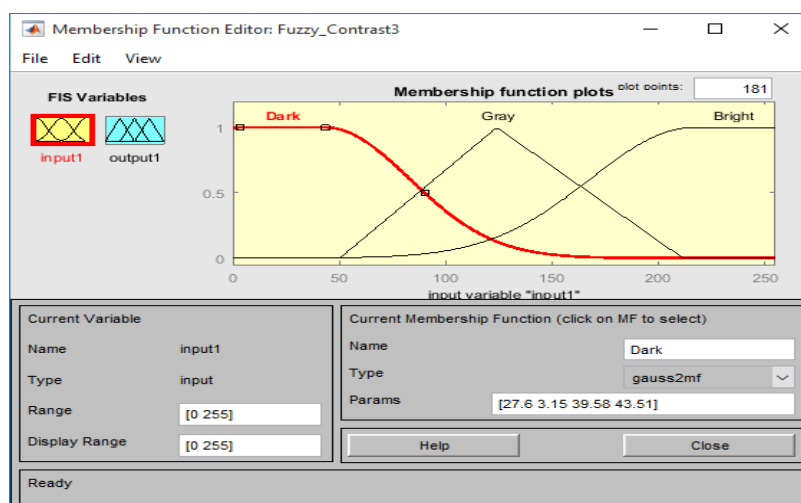 Membership Function Editor: Fuzzy_Contrast3
File Edit View
FIS Variables
input1 output1
Membership function plots plot points: 181
Dark Gray Bright
1
0.5
0
0 50 100 150 200 250
input variable "input1"
Current Variable
Name input1
Type input
Range [0 255]
Display Range [0 255]
Current Membership Function (click on MF to select)
Name Dark
Type gauss2mf
Params [27.6 3.15 39.58 43.51]
Help Close
Ready